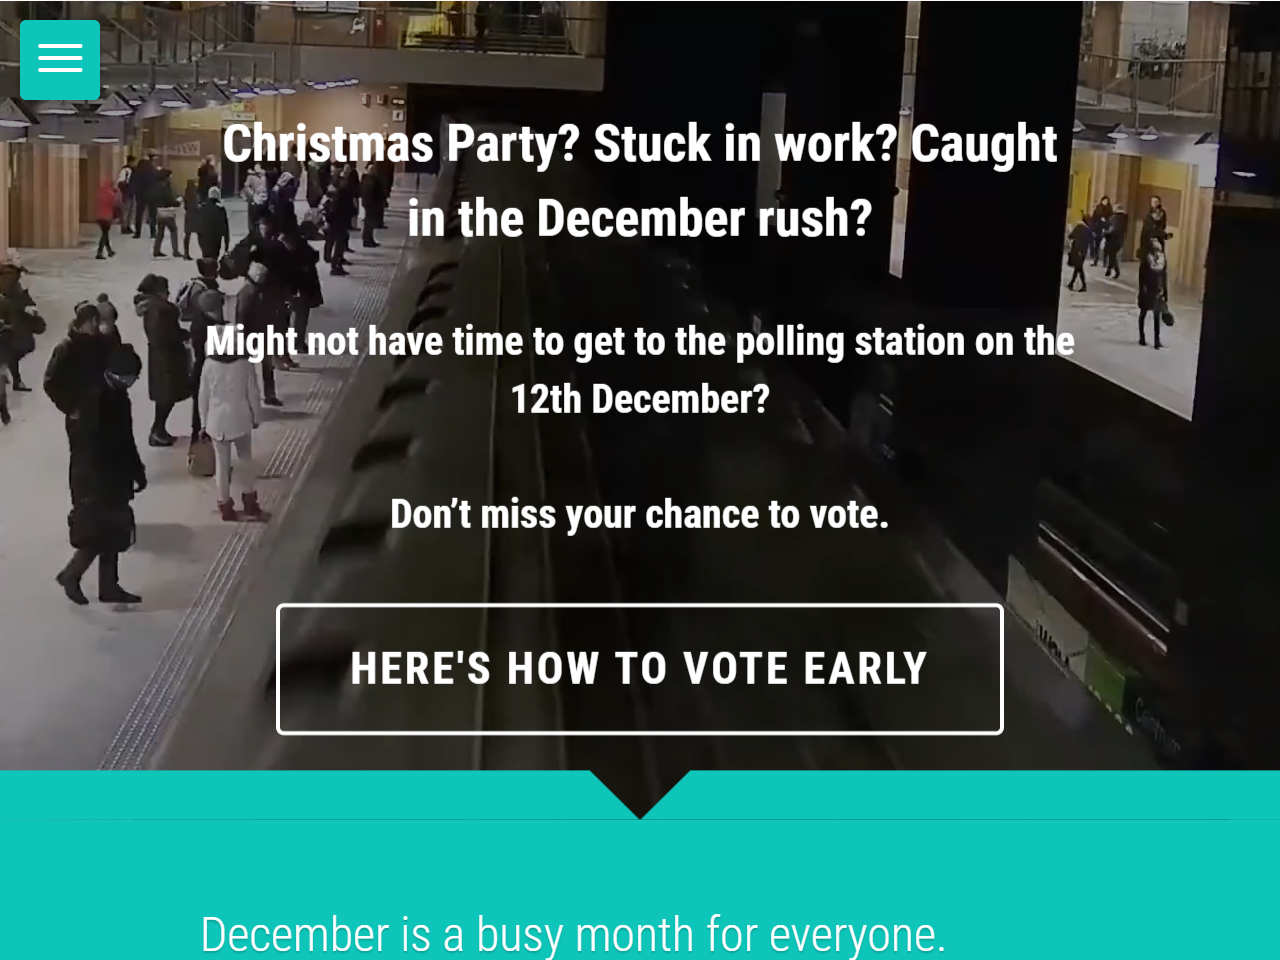 Christmas Party? Stuck in work? Caught
in the December rush?
Might not have time to get to the polling station on the
12th December?
Don’t miss your chance to vote.
HERE'S HOW TO VOTE EARLY
December is a busy month for everyone.